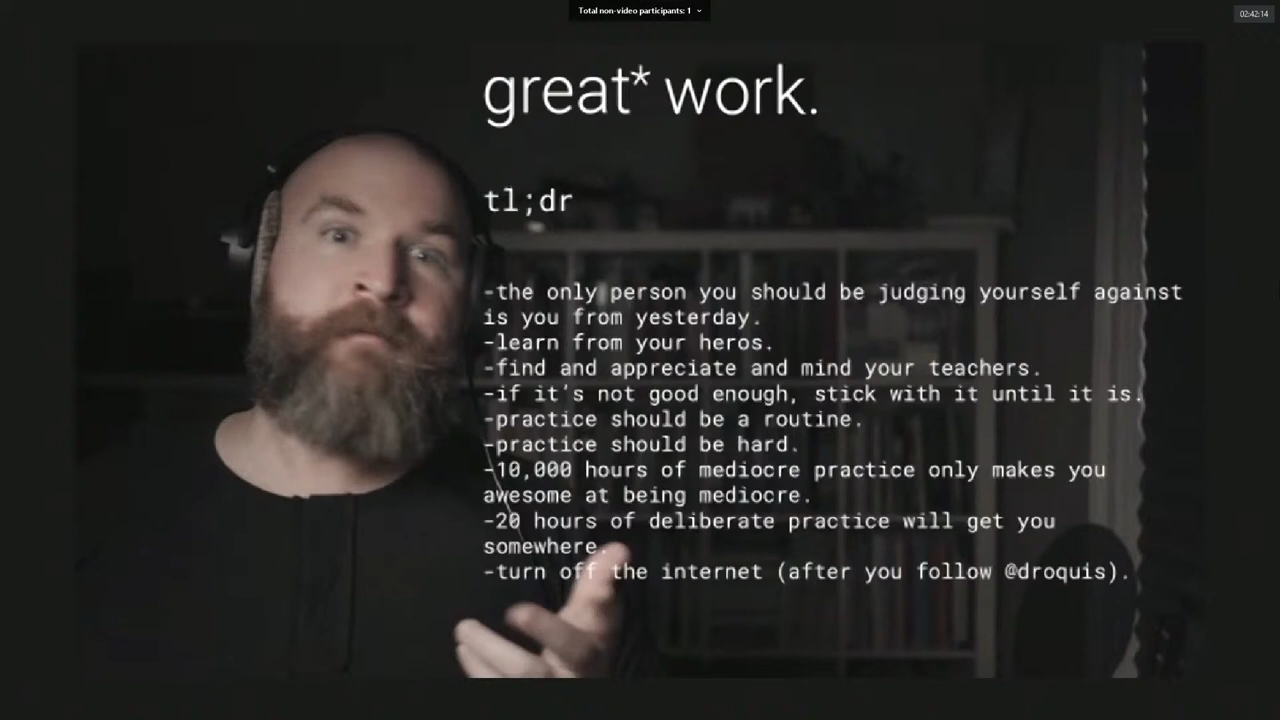 Total non-video participants: 1
02:42:14
great* work.
tl;dr
-the only person you should be judging yourself against
is you from yesterday.
-learn from your heros.
-find and appreciate and mind your teachers.
-if it's not good enough, stick with it until it is.
-practice should be a routine.
-practice should be hard.
-10,000 hours of mediocre practice only makes you
awesome at being mediocre.
-20 hours of deliberate practice will get you
somewhere.
-turn off the internet (after you follow @droquis).